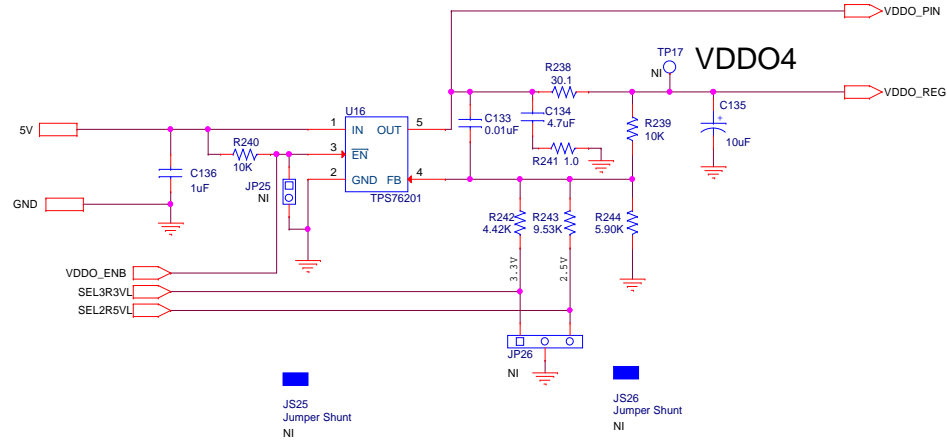 VDDO_PIN
TP17
VDDO4
NI
R238
30.1
VDDO_REG
U16
C133
0.01uF
C134
4.7uF
R239
10K
C135
+
10uF
5V
1
IN
OUT
5
R240
10K
3
EN
R241 1.0
C136
1uF
2
GND
FB
4
JP25
NI
TPS76201
GND
R242
4.42K
R243
9.53K
R244
5.90K
3.3V
2.5V
VDDO_ENB
SEL3R3VL
SEL2R5VL
JP26
NI
JS25
Jumper Shunt
NI
JS26
Jumper Shunt
NI